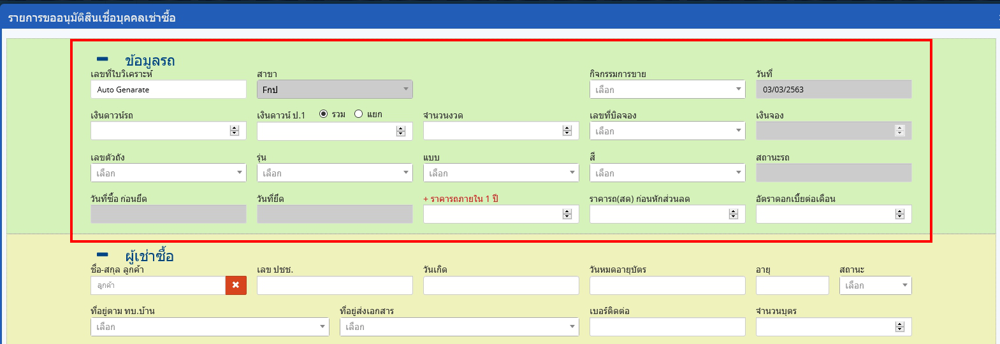 รายการขออนุมัติสินเชื่อบุคคลเช่าซื้อ
ข้อมูลรถ
เลขที่ใบวิเคราะห์ สาขา กิจกรรมการขาย วันที่
Auto Genarate Fกป เลือก 03/03/2563
เงินดาวน์รถ เงินดาวน์ ป.1 รวม แยก จำนวนงวด เลขที่บิลจอง เงินจอง
เลือก
เลขตัวถัง รุ่น แบบ สี สถานะรถ
เลือก เลือก เลือก เลือก
วันที่ซื้อ ก่อนยึด วันที่ยึด + ราคารถภายใน 1 ปี ราคารถ(สด) ก่อนหักส่วนลด อัตราดอกเบี้ยต่อเดือน
ผู้เช่าซื้อ
ชื่อ-สกุล ลูกค้า เลข ปชช. วันเกิด วันหมดอายุบัตร อายุ สถานะ
ลูกค้า เลือก
ที่อยู่ตาม ทบ.บ้าน ที่อยู่ส่งเอกสาร เบอร์ติดต่อ จำนวนบุตร
เลือก เลือก